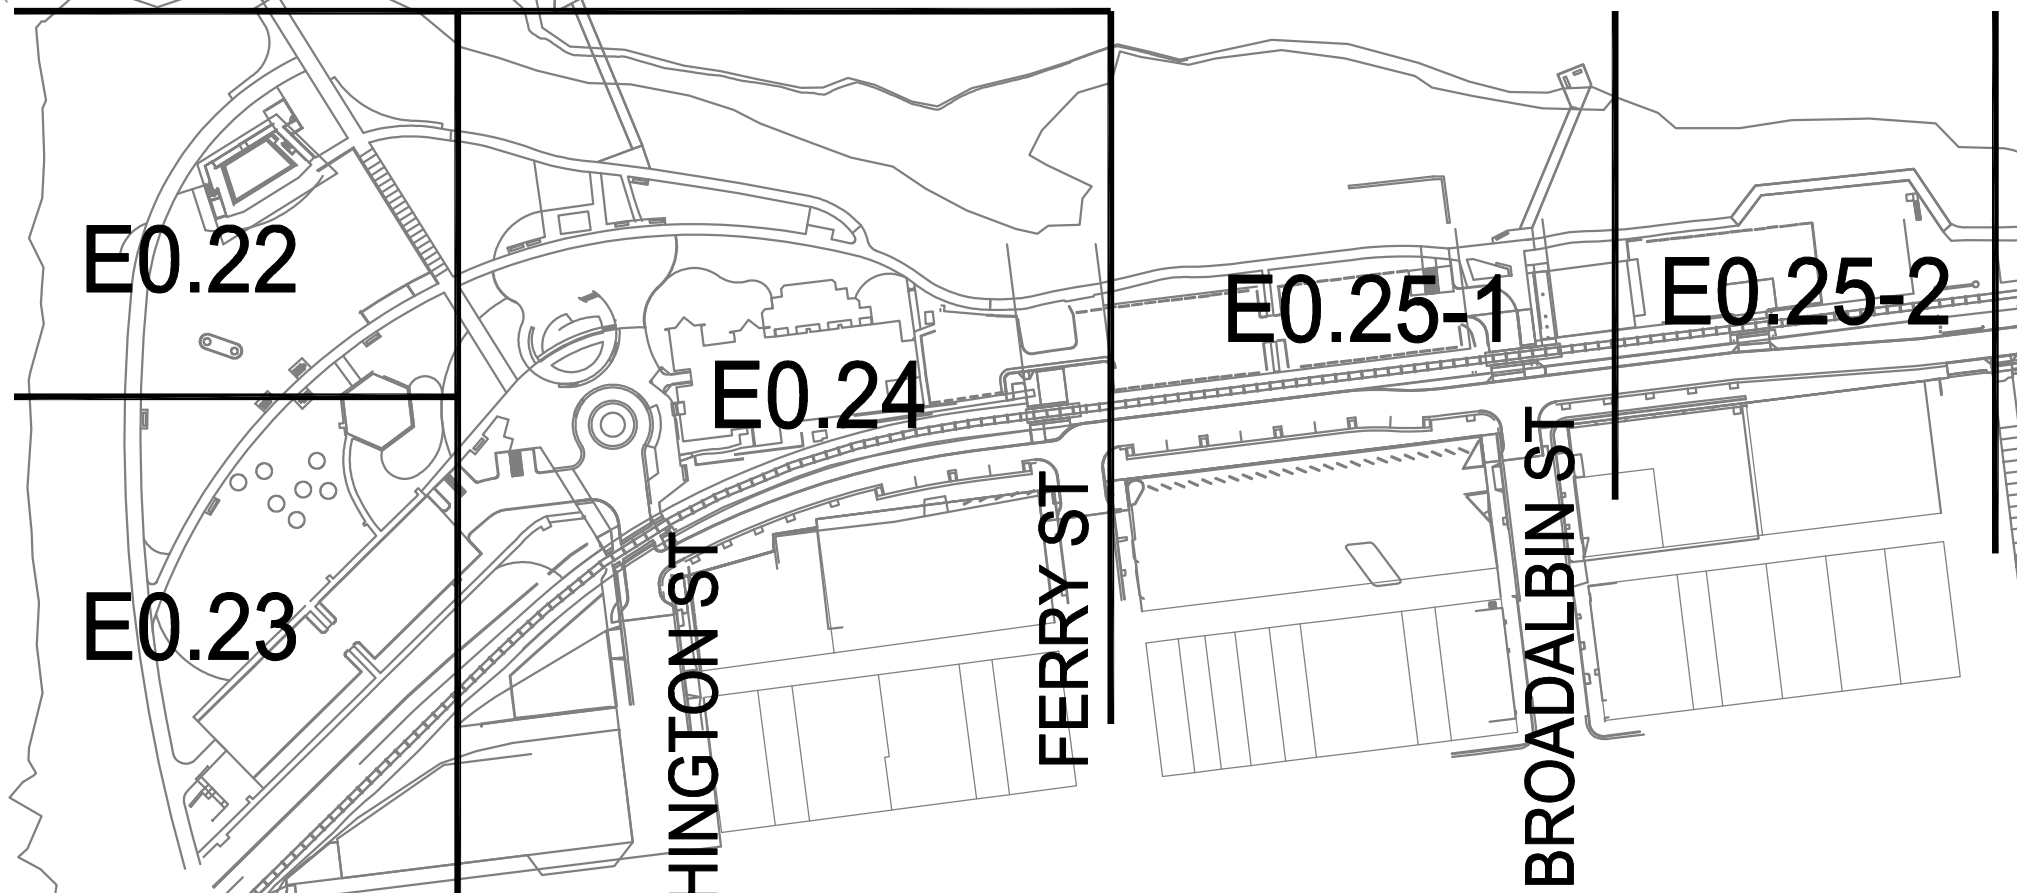 E0.22
E0.25-1
E0.25-2
E0.24
E0.23
HINGTON ST
FERRY ST
BROADALBIN ST